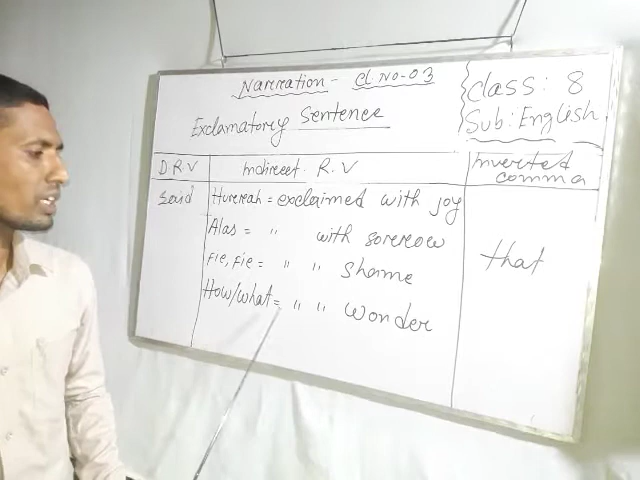 Narration - Cl. No-03
Exclamatory Sentence
Class: 8
Sub: English
D.R.V
Indirect. R.V
Inverted comma
Said
Hurrah = exclaimed with joy
Alas = " with sorrow
Fie, Fie = " " Shame
How/what = " " wonder
that